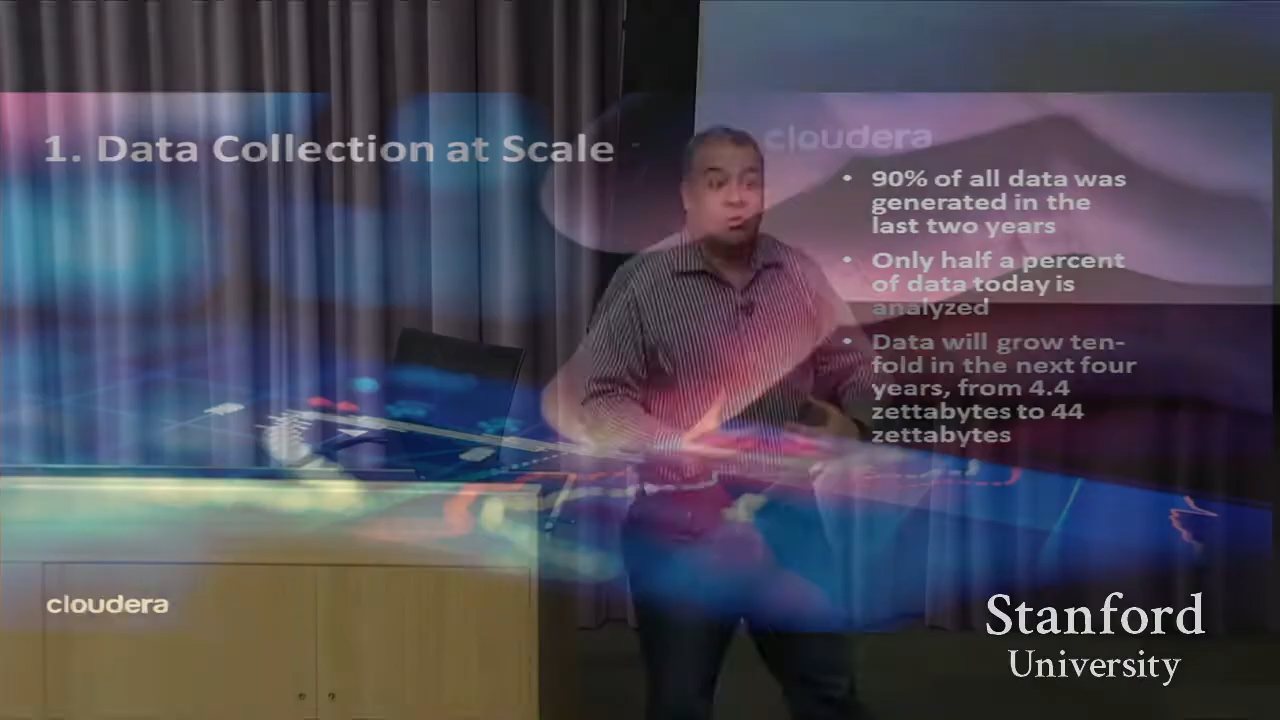 1. Data Collection at Scale
cloudera
• 90% of all data was
generated in the
last two years
• Only half a percent
of data today is
analyzed
• Data will grow ten-
fold in the next four
years, from 4.4
zettabytes to 44
zettabytes
cloudera
Stanford
University